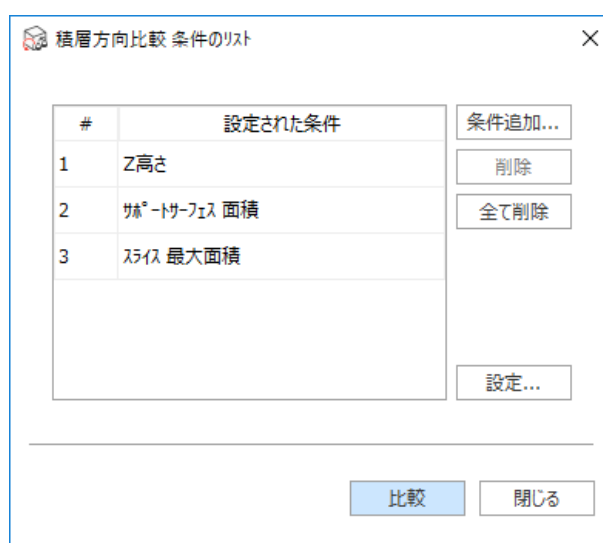 積層方向比較 条件のリスト
# 設定された条件
1 Z高さ
2 サポートサーフェス 面積
3 スライス 最大面積
条件追加...
削除
全て削除
設定...
比較 閉じる